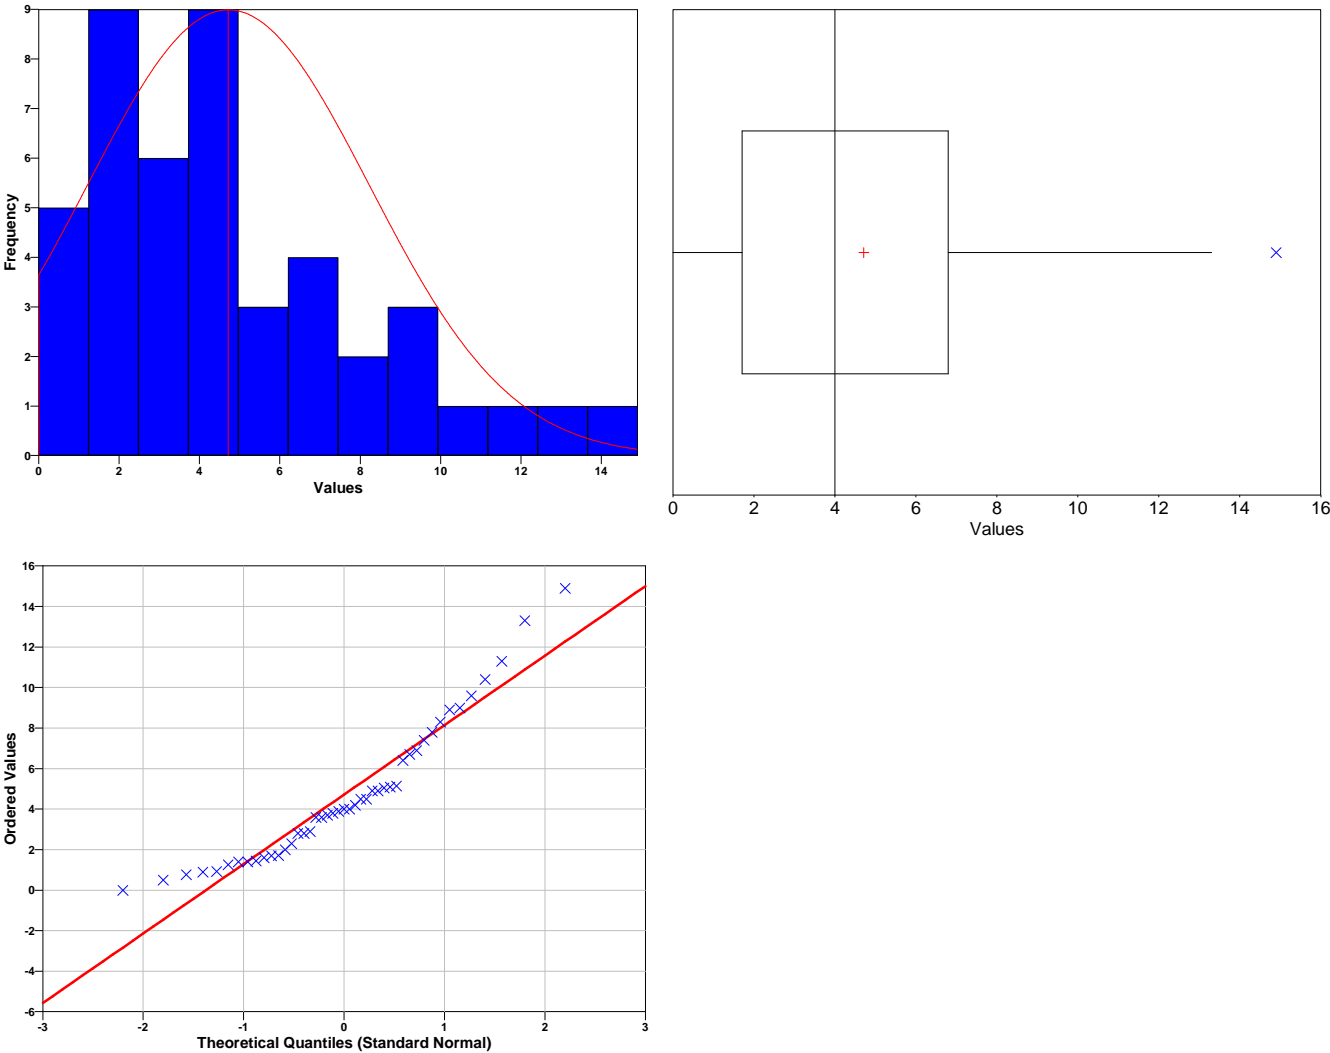 9
8
7
6
5
4
3
2
1
0
Frequency
0 2 4 6 8 10 12 14
Values
0 2 4 6 8 10 12 14 16
Values
16
14
12
10
8
6
4
2
0
-2
-4
-6
Ordered Values
-3 -2 -1 0 1 2 3
Theoretical Quantiles (Standard Normal)